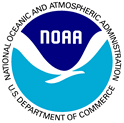 NATIONAL OCEANIC AND ATMOSPHERIC ADMINISTRATION
NOAA
U.S. DEPARTMENT OF COMMERCE